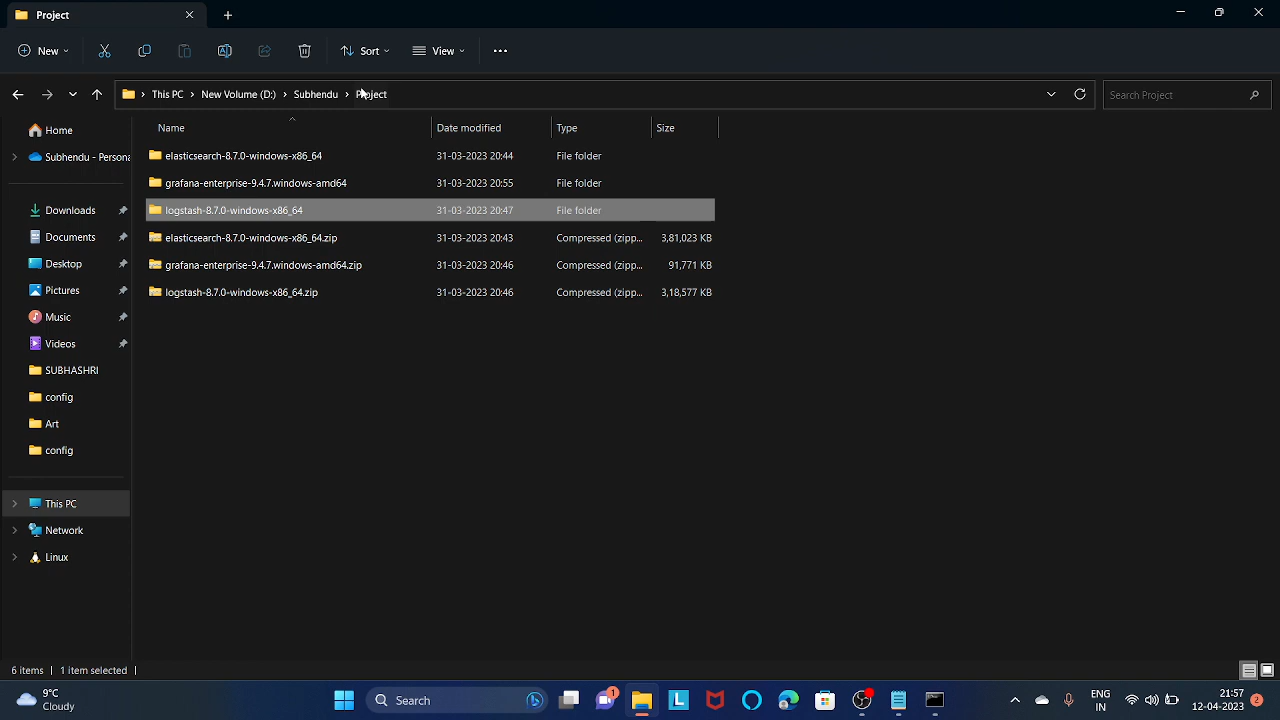 Project
New
Sort
View
This PC > New Volume (D:) > Subhendu > Project
Search Project
Home
Subhendu - Persona
Downloads
Documents
Desktop
Pictures
Music
Videos
SUBHASHRI
config
Art
config
This PC
Network
Linux
Name Date modified Type Size
elasticsearch-8.7.0-windows-x86_64 31-03-2023 20:44 File folder
grafana-enterprise-9.4.7.windows-amd64 31-03-2023 20:55 File folder
logstash-8.7.0-windows-x86_64 31-03-2023 20:47 File folder
elasticsearch-8.7.0-windows-x86_64.zip 31-03-2023 20:43 Compressed (zipp... 3,81,023 KB
grafana-enterprise-9.4.7.windows-amd64.zip 31-03-2023 20:46 Compressed (zipp... 91,771 KB
logstash-8.7.0-windows-x86_64.zip 31-03-2023 20:46 Compressed (zipp... 3,18,577 KB
6 items 1 item selected
9°C
Cloudy
Search
1
L
ENG
IN
21:57
12-04-2023
2